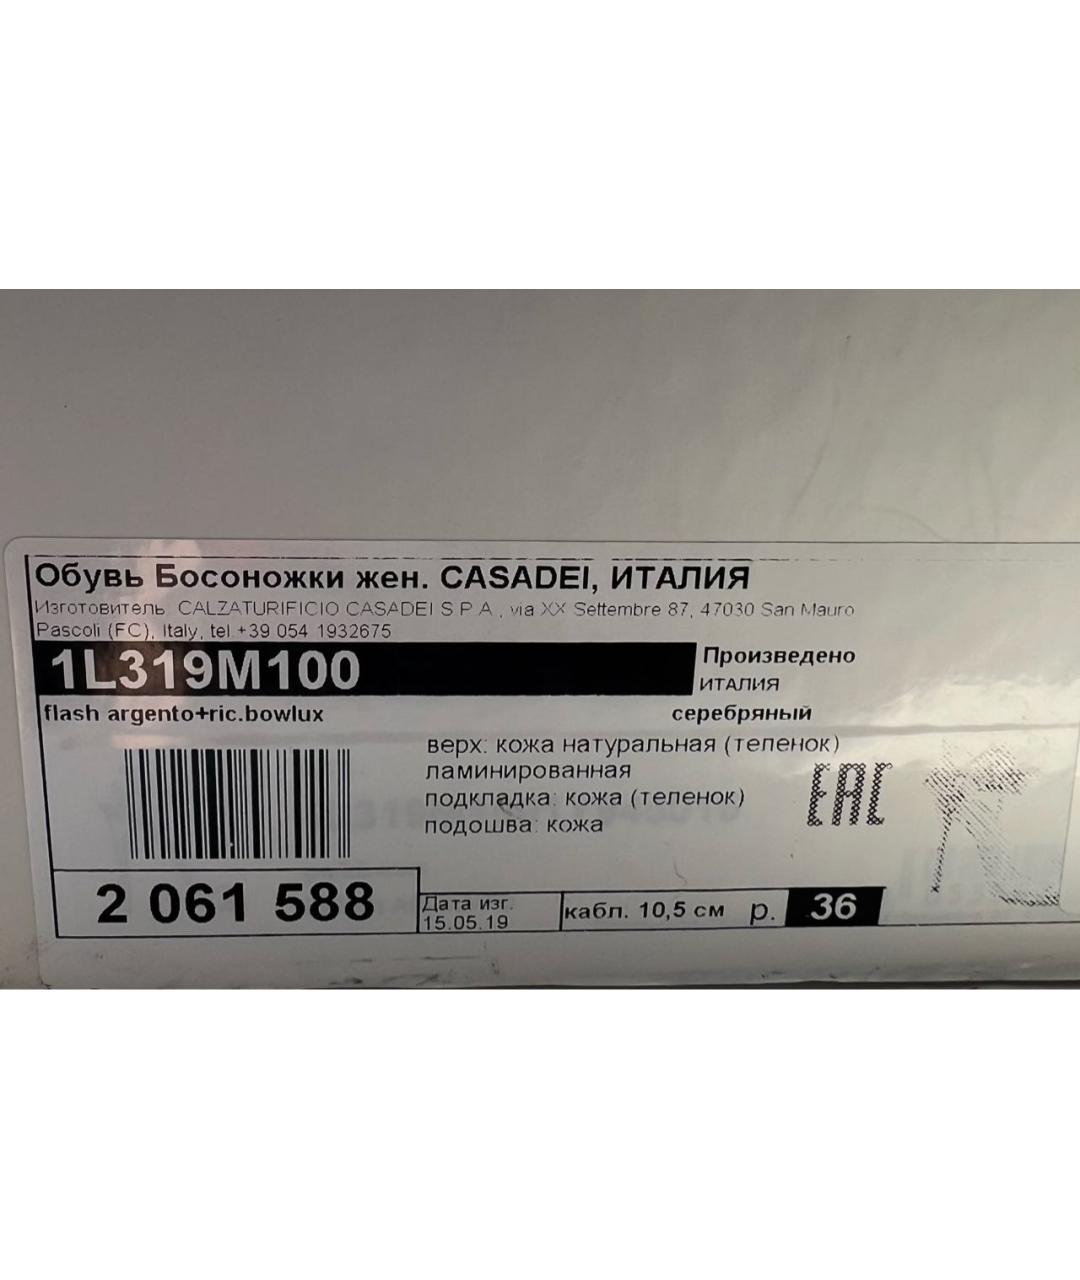 Обувь Босоножки жен. CASADEI, ИТАЛИЯ
Изготовитель: CALZATURIFICIO CASADEI S.P.A., via XX Settembre 87, 47030 San Mauro
Pascoli (FC), Italy, tel.+39 054 1932675
1L319M100
Произведено
ИТАЛИЯ
flash argento+ric.bowlux
серебряный
верх: кожа натуральная (теленок)
ламинированная
подкладка: кожа (теленок)
подошва: кожа
EAC
2 061 588
Дата изг.
15.05.19
кабл. 10,5 см р. 36